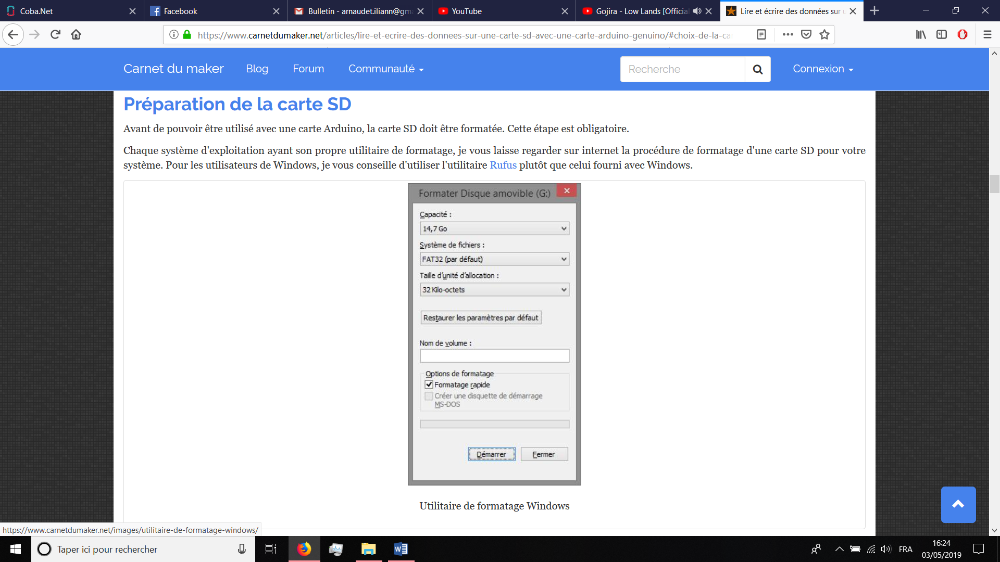 Coba.Net
Facebook
Bulletin - arnaudet.iliann@gm
YouTube
Gojira - Low Lands [Official
Lire et écrire des données sur u
https://www.carnetdumaker.net/articles/lire-et-ecrire-des-donnees-sur-une-carte-sd-avec-une-carte-arduino-genuino/#choix-de-la-ca
Carnet du maker
Blog
Forum
Communauté
Recherche
Connexion
Préparation de la carte SD
Avant de pouvoir être utilisé avec une carte Arduino, la carte SD doit être formatée. Cette étape est obligatoire.
Chaque système d'exploitation ayant son propre utilitaire de formatage, je vous laisse regarder sur internet la procédure de formatage d'une carte SD pour votre
système. Pour les utilisateurs de Windows, je vous conseille d'utiliser l'utilitaire Rufus plutôt que celui fourni avec Windows.
Formater Disque amovible (G:)
Capacité :
14,7 Go
Système de fichiers :
FAT32 (par défaut)
Taille d'unité d'allocation :
32 Kilo-octets
Restaurer les paramètres par défaut
Nom de volume :
Options de formatage
Formatage rapide
Créer une disquette de démarrage
MS-DOS
Démarrer
Fermer
Utilitaire de formatage Windows
https://www.carnetdumaker.net/images/utilitaire-de-formatage-windows/
Taper ici pour rechercher
FRA
16:24
03/05/2019